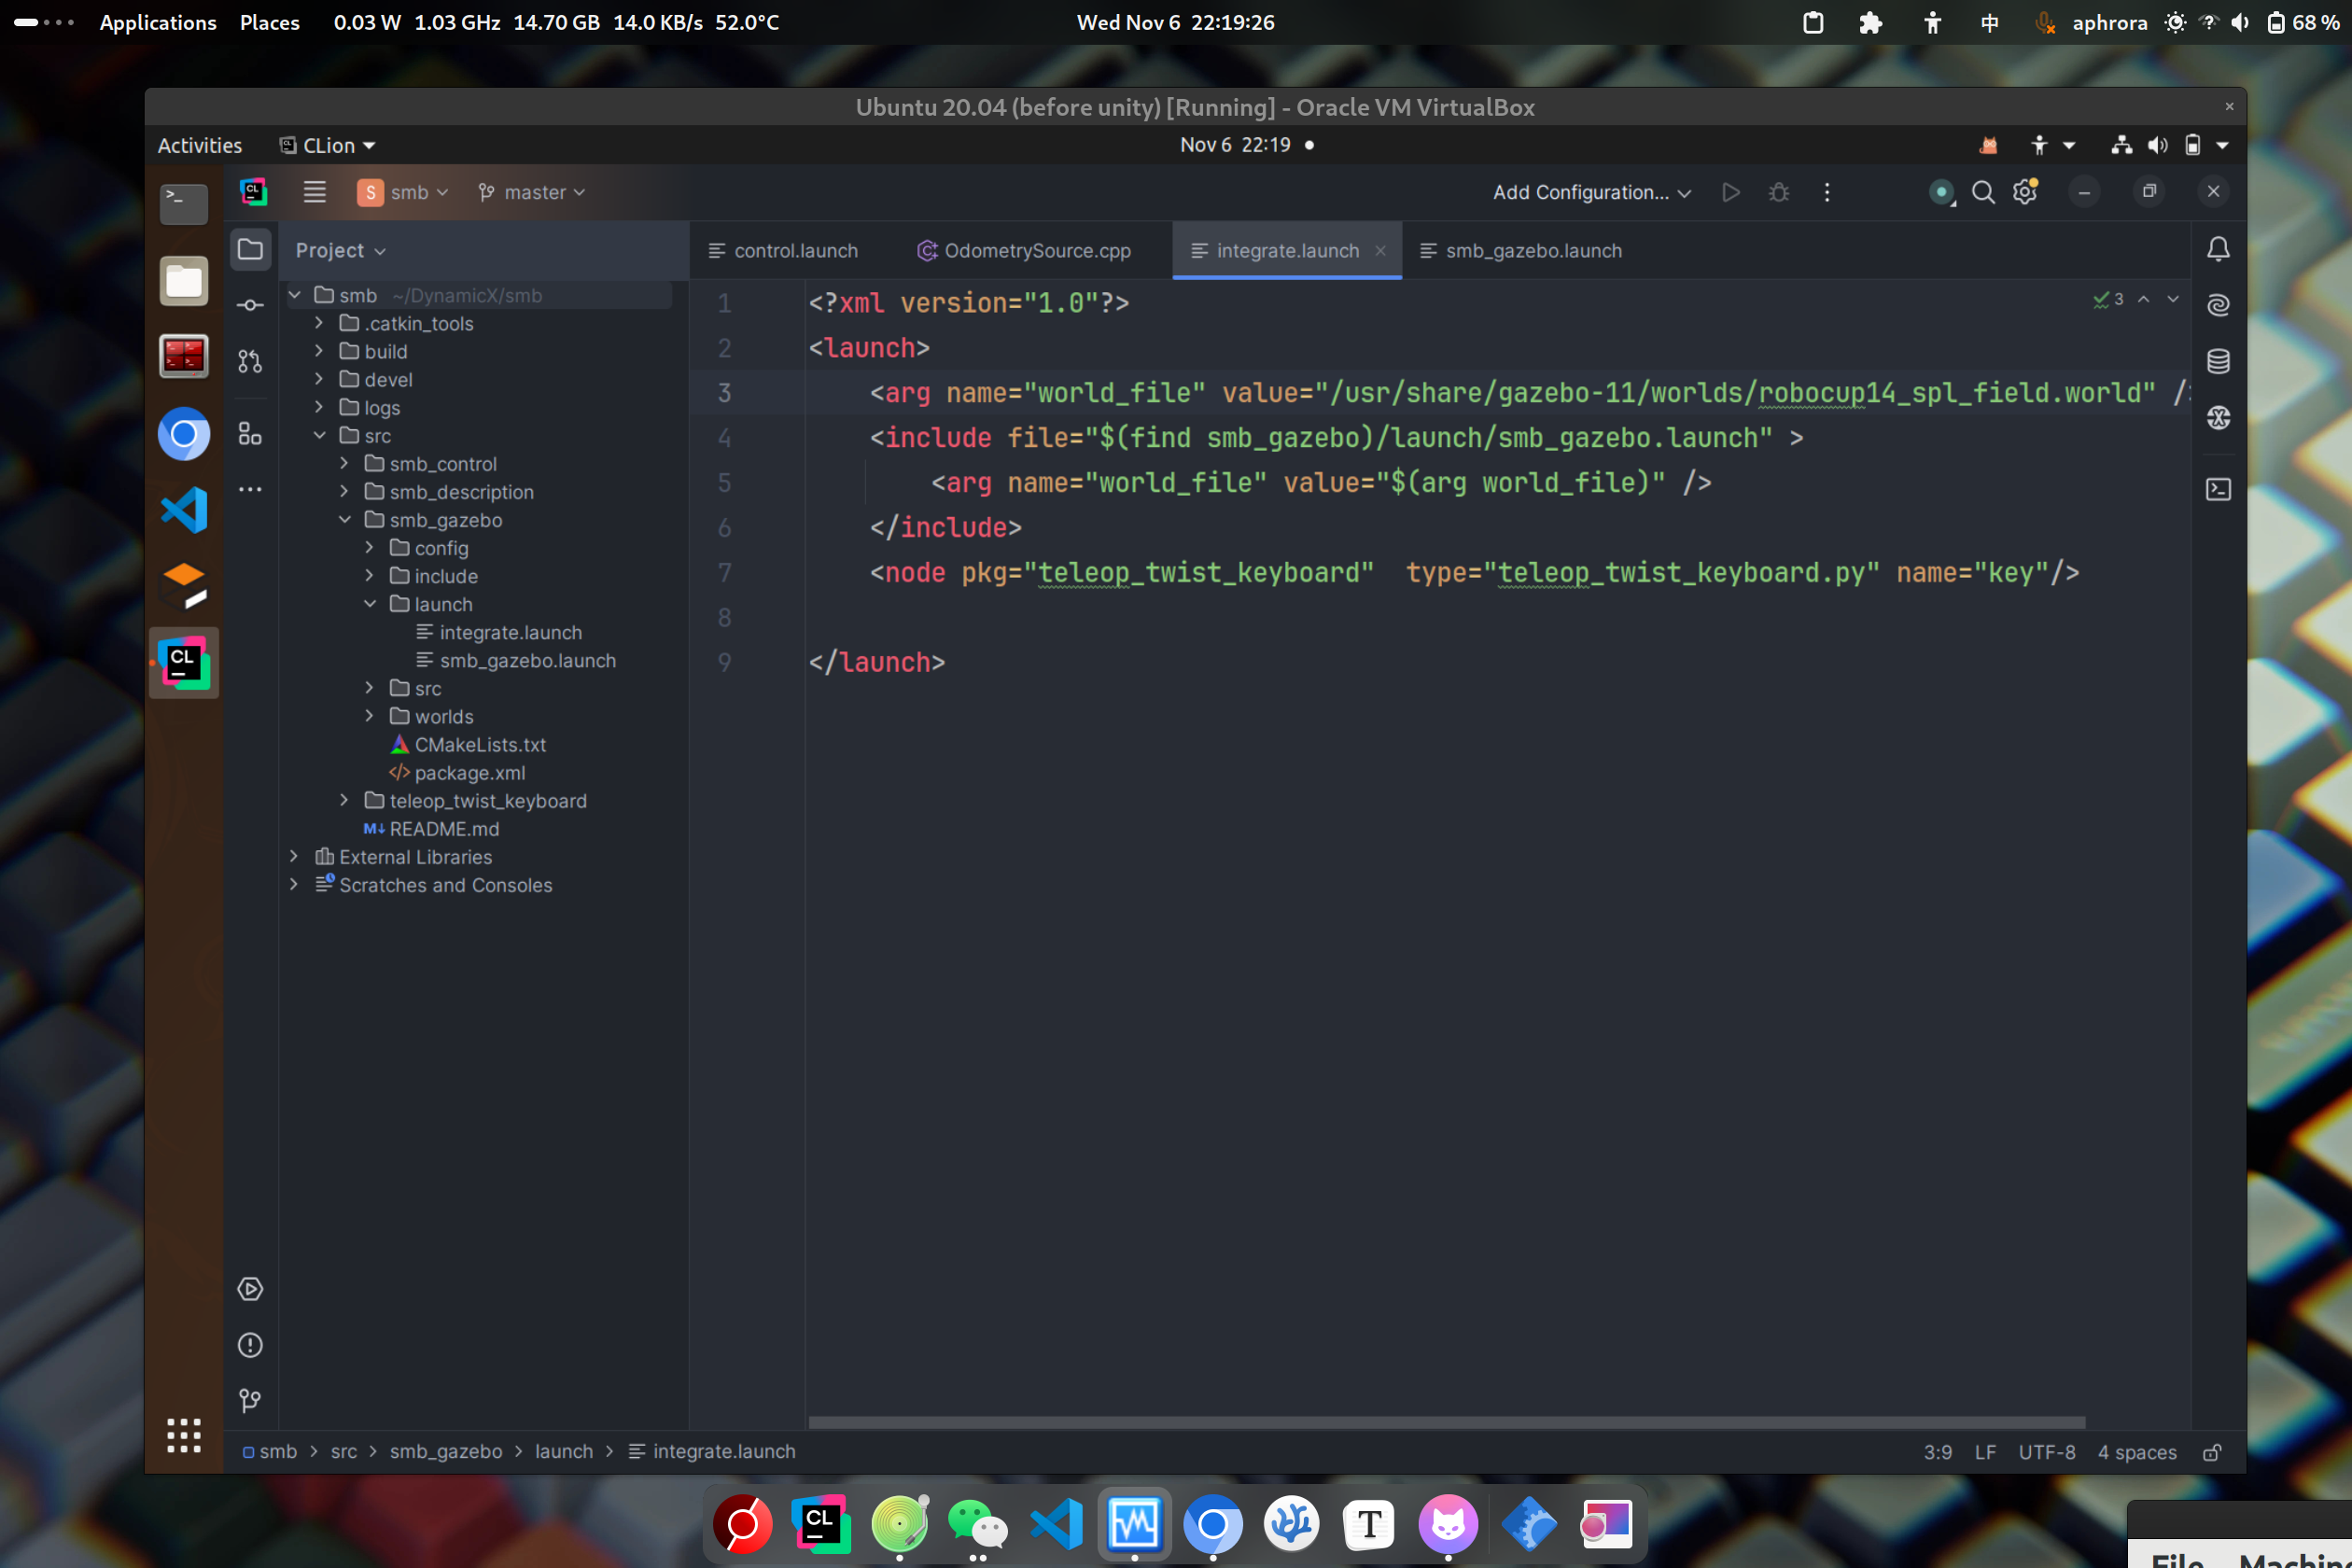 Applications Places 0.03 W 1.03 GHz 14.70 GB 14.0 KB/s 52.0°C Wed Nov 6 22:19:26 中 aphrora 68 %
Ubuntu 20.04 (before unity) [Running] - Oracle VM VirtualBox
Activities CLion Nov 6 22:19
S smb master Add Configuration...
Project
control.launch OdometrySource.cpp integrate.launch smb_gazebo.launch
smb ~/DynamicX/smb
.catkin_tools
build
devel
logs
src
smb_control
smb_description
smb_gazebo
config
include
launch
integrate.launch
smb_gazebo.launch
src
worlds
CMakeLists.txt
package.xml
teleop_twist_keyboard
M↓ README.md
External Libraries
Scratches and Consoles
3
1 <?xml version="1.0"?>
2 <launch>
3 <arg name="world_file" value="/usr/share/gazebo-11/worlds/robocup14_spl_field.world" /
4 <include file="$(find smb_gazebo)/launch/smb_gazebo.launch" >
5 <arg name="world_file" value="$(arg world_file)" />
6 </include>
7 <node pkg="teleop_twist_keyboard" type="teleop_twist_keyboard.py" name="key"/>
8
9 </launch>
smb > src > smb_gazebo > launch > integrate.launch 3:9 LF UTF-8 4 spaces
CL
CL
T
File